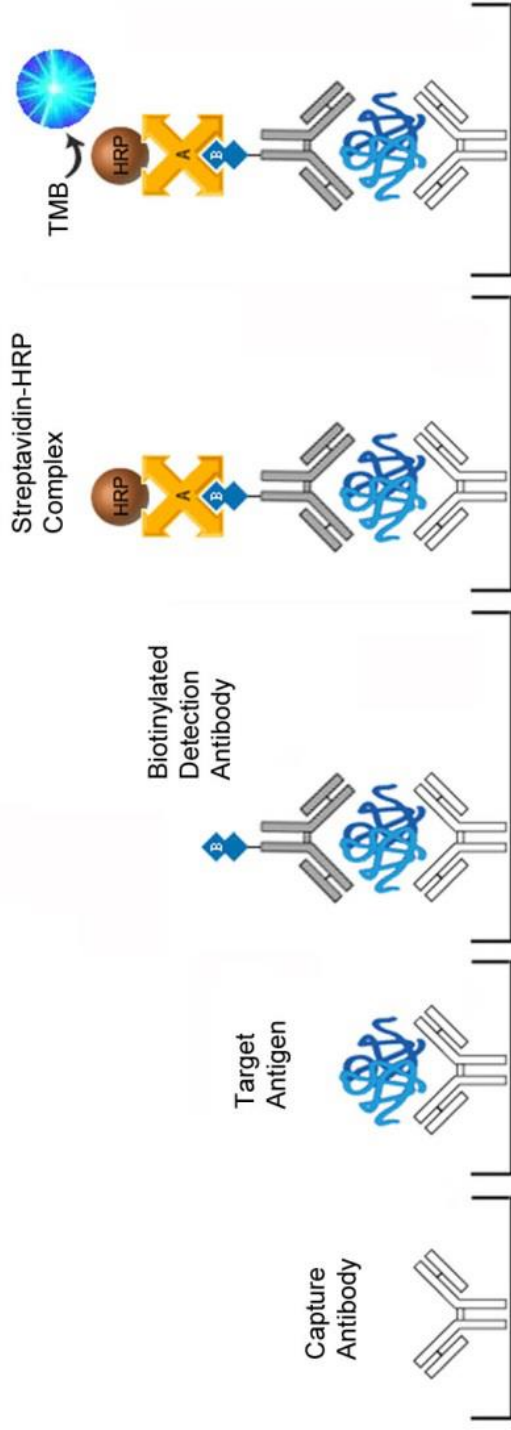 Capture
Antibody
Target
Antigen
Biotinylated
Detection
Antibody
B
Streptavidin-HRP
Complex
HRP
A
B
TMB
HRP
A
B